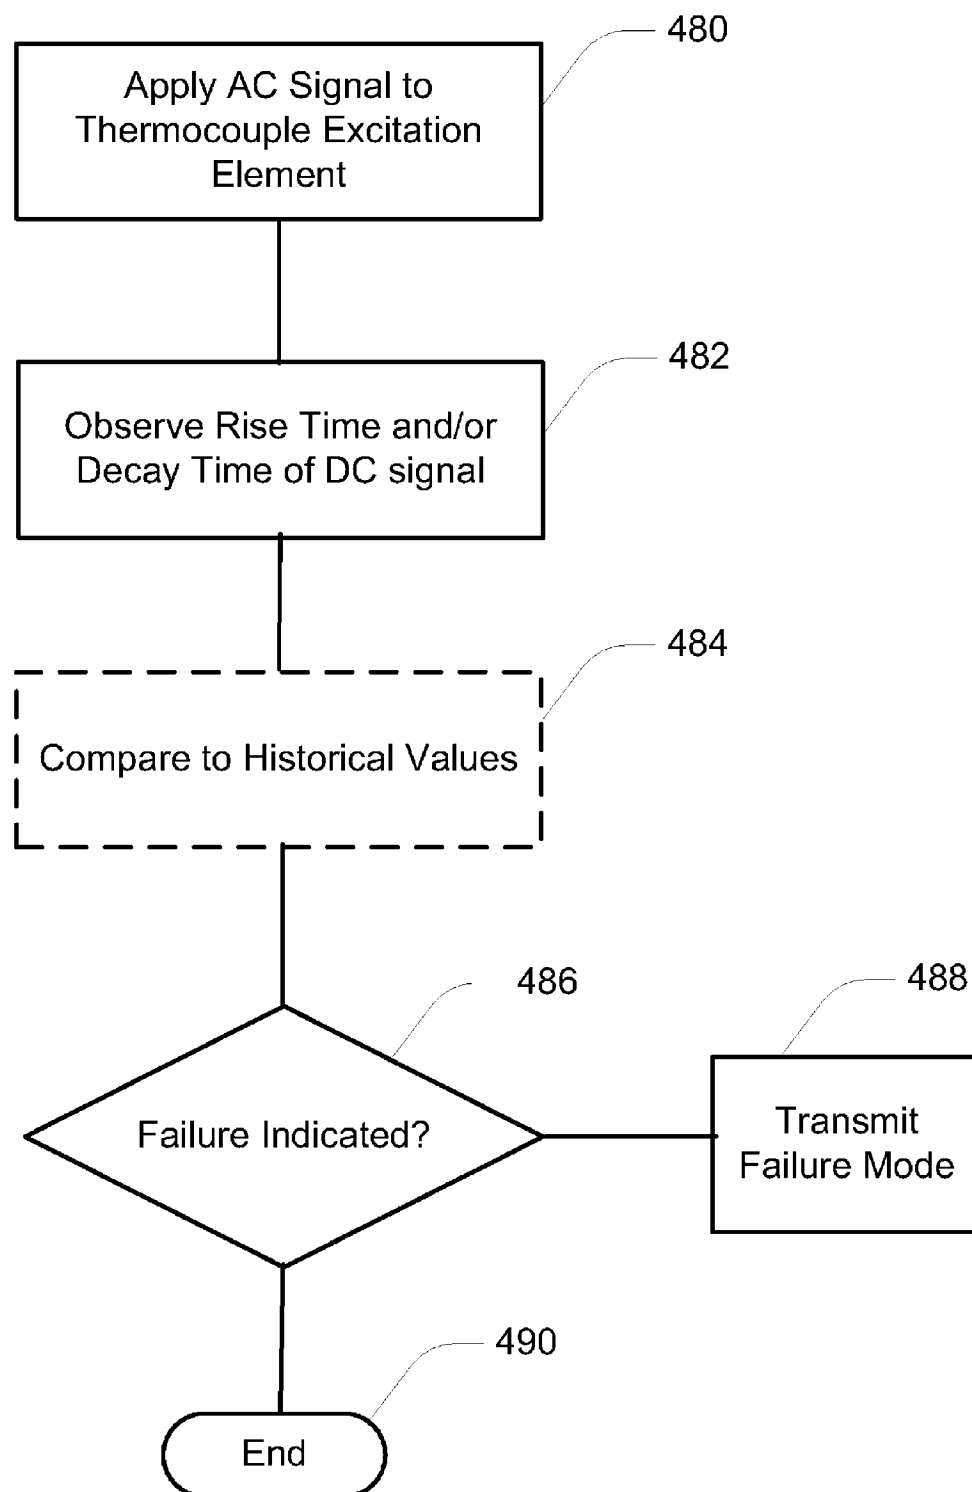 480
Apply AC Signal to
Thermocouple Excitation
Element
482
Observe Rise Time and/or
Decay Time of DC signal
484
Compare to Historical Values
486
488
Failure Indicated?
Transmit
Failure Mode
490
End